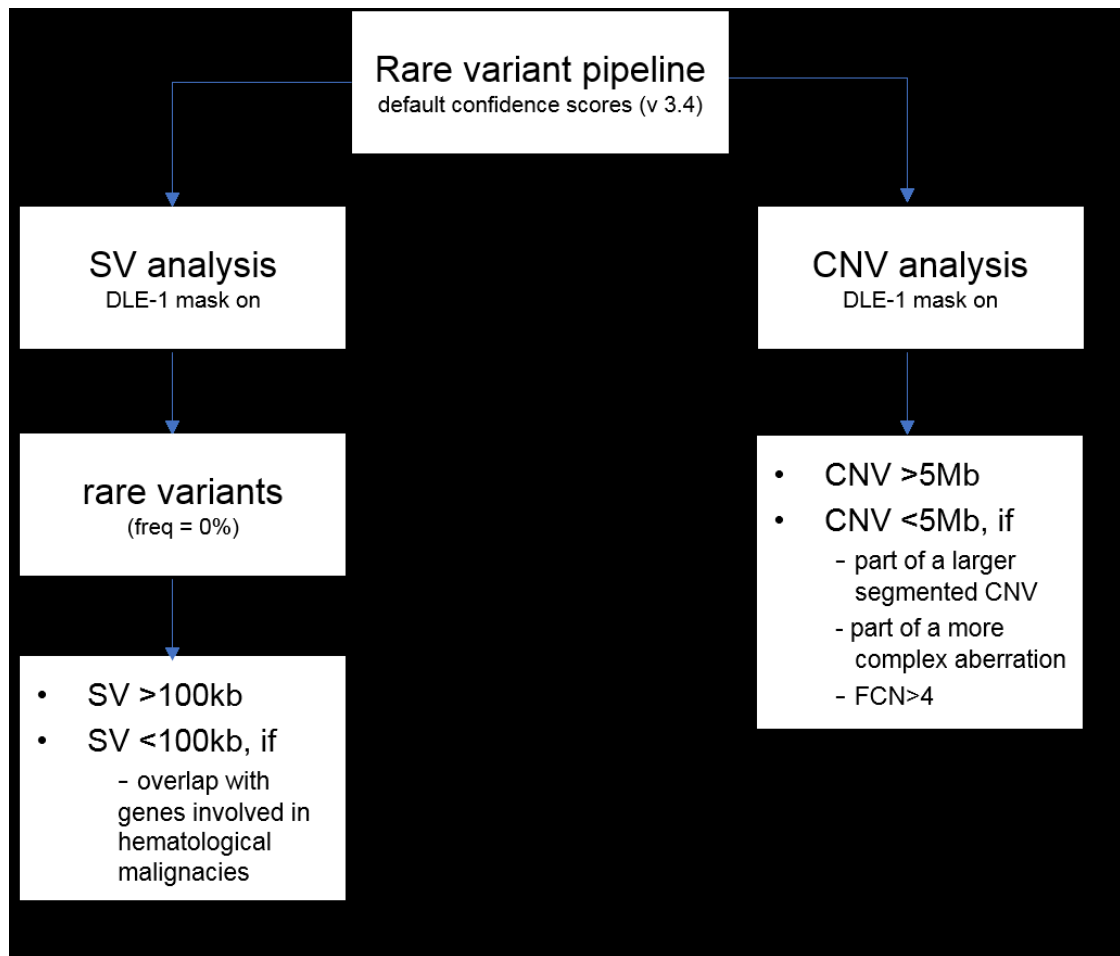 Rare variant pipeline
default confidence scores (v 3.4)
SV analysis
DLE-1 mask on
rare variants
(freq = 0%)
• SV >100kb
• SV <100kb, if
- overlap with
genes involved in
hematological
malignacies
CNV analysis
DLE-1 mask on
• CNV >5Mb
• CNV <5Mb, if
- part of a larger
segmented CNV
- part of a more
complex aberration
- FCN>4